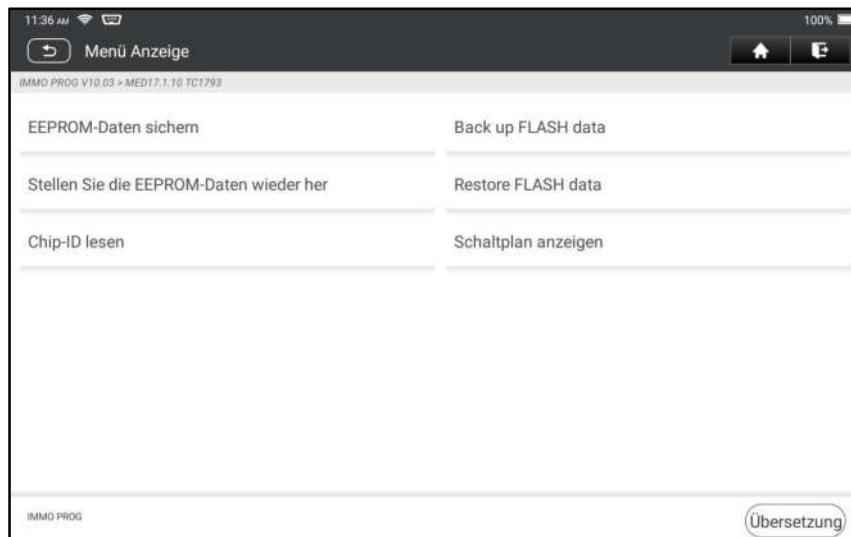 11:36 AM
100%
Menü Anzeige
IMMO PROG V10.03 > MED17.1.10 TC1793
EEPROM-Daten sichern
Back up FLASH data
Stellen Sie die EEPROM-Daten wieder her
Restore FLASH data
Chip-ID lesen
Schaltplan anzeigen
IMMO PROG
Übersetzung